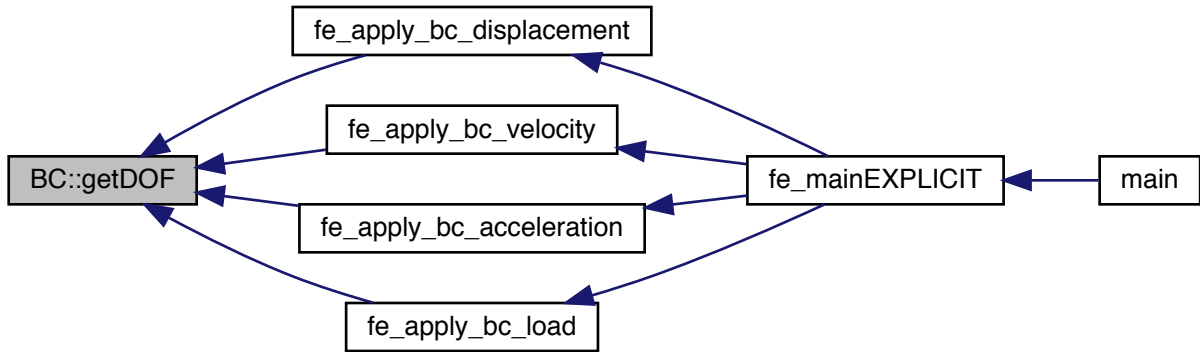 fe_apply_bc_displacement
fe_apply_bc_velocity
BC::getDOF
fe_mainEXPLICIT
main
fe_apply_bc_acceleration
fe_apply_bc_load